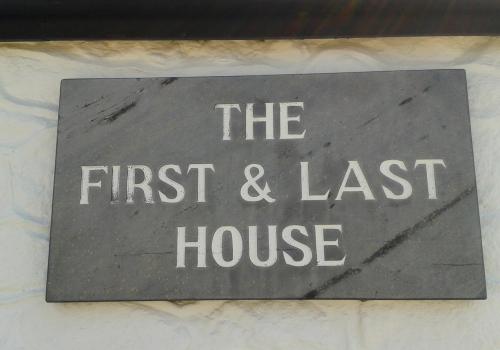 THE
FIRST & LAST
HOUSE